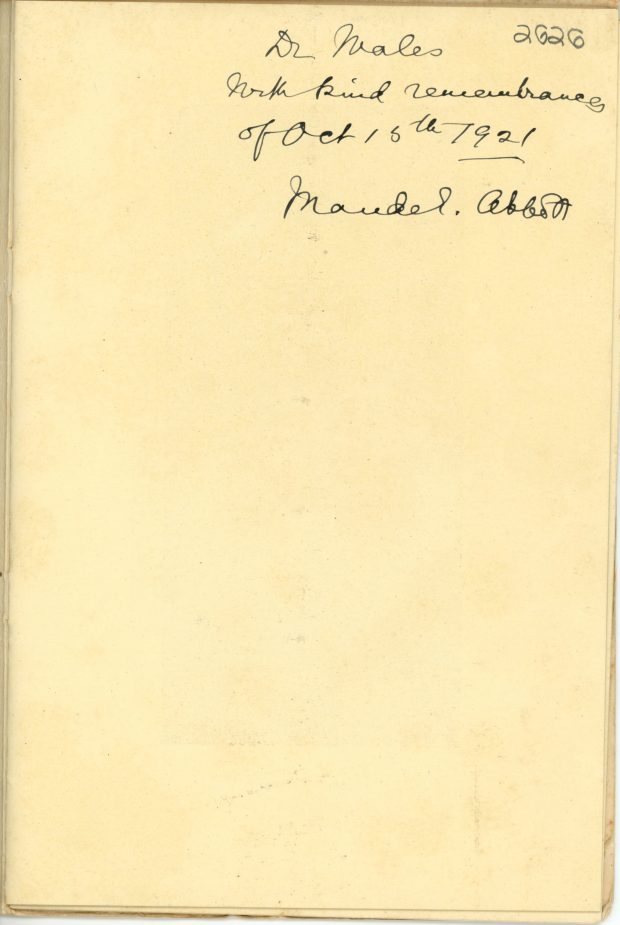 2626
Dr Wales
With kind remembrances
of Oct 15th 1921
Maude E. Abbott